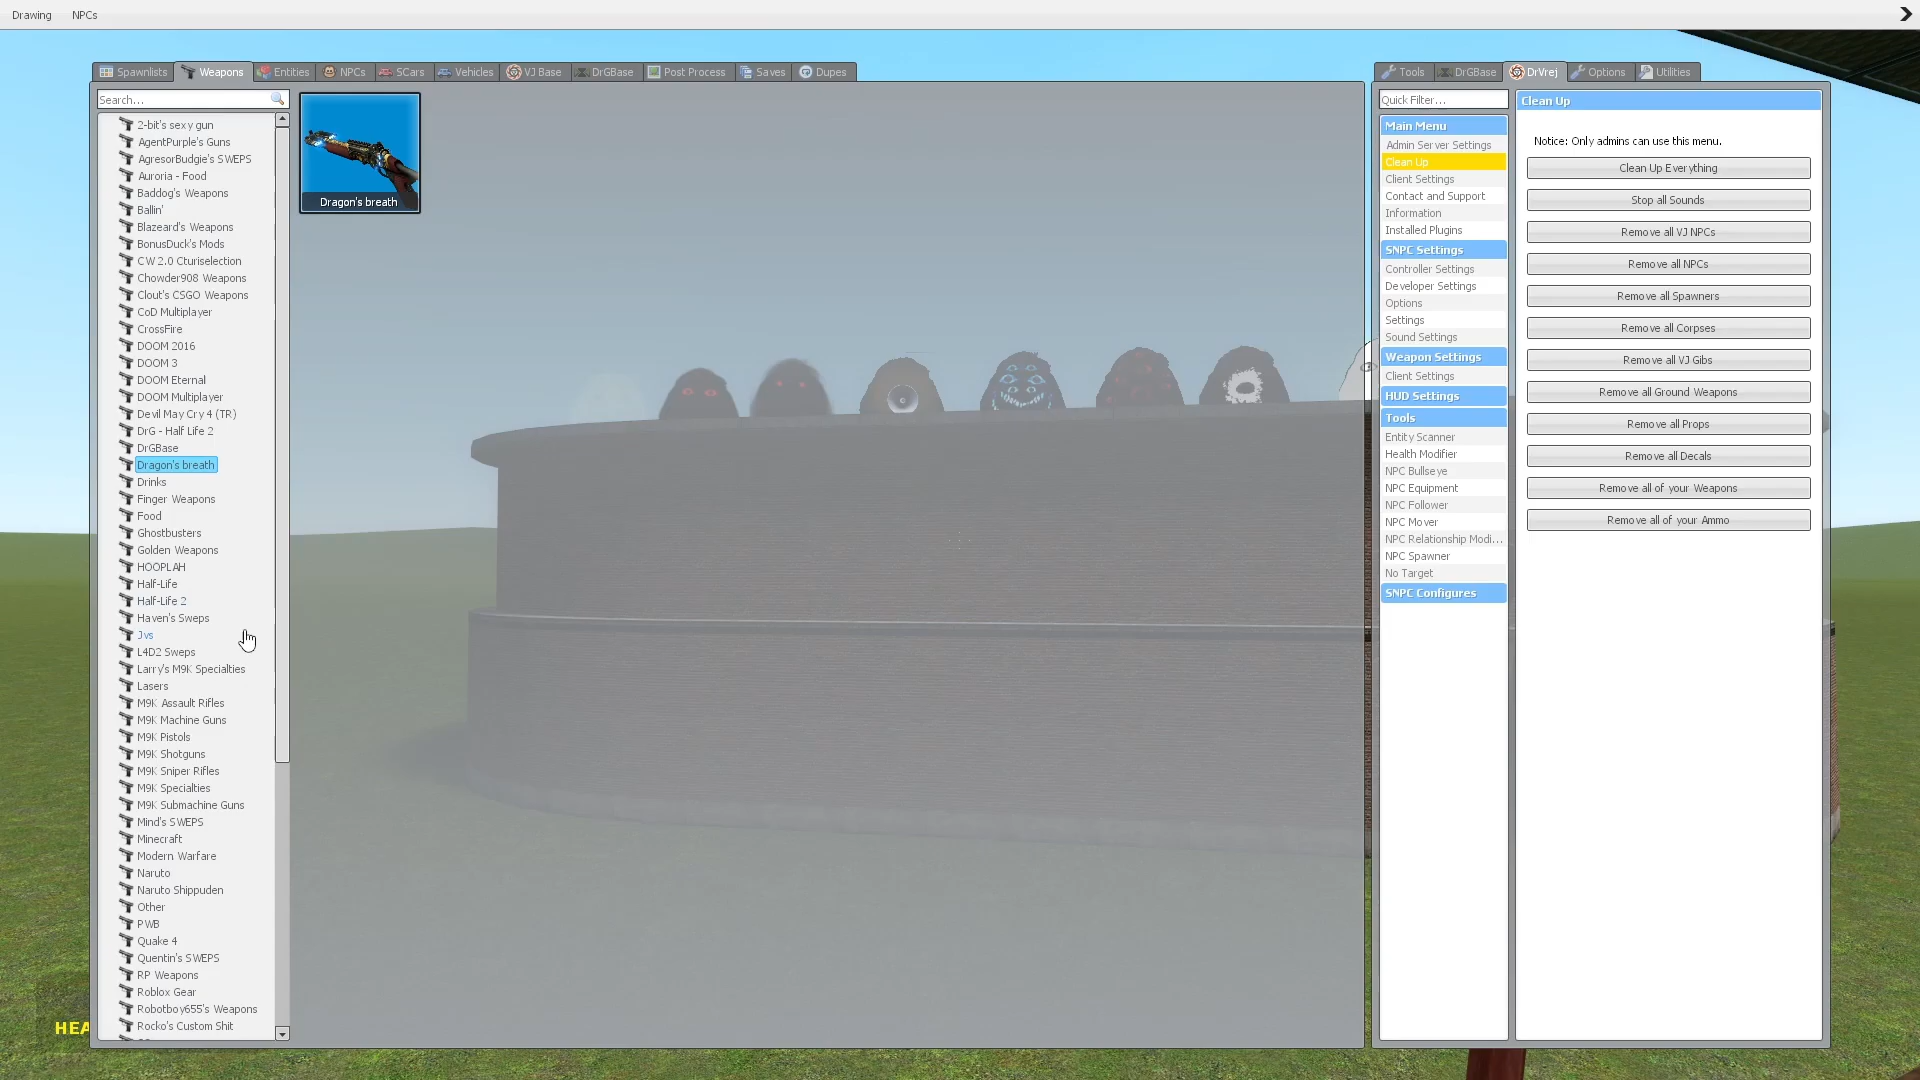 Drawing NPCs
Spawnlists Weapons Entities NPCs SCars Vehicles VJ Base DrGBase Post Process Saves Dupes
Search...
2-bit's sexy gun
AgentPurple's Guns
AgresorBudgie's SWEPS
Auroria - Food
Baddog's Weapons
Ballin'
Blazeard's Weapons
BonusDuck's Mods
CW 2.0 Cturiselection
Chowder908 Weapons
Clout's CSGO Weapons
CoD Multiplayer
CrossFire
DOOM 2016
DOOM 3
DOOM Eternal
DOOM Multiplayer
Devil May Cry 4 (TR)
DrG - Half Life 2
DrGBase
Dragon's breath
Drinks
Finger Weapons
Food
Ghostbusters
Golden Weapons
HOOPLAH
Half-Life
Half-Life 2
Haven's Sweps
Jvs
L4D2 Sweps
Larry's M9K Specialties
Lasers
M9K Assault Rifles
M9K Machine Guns
M9K Pistols
M9K Shotguns
M9K Sniper Rifles
M9K Specialties
M9K Submachine Guns
Mind's SWEPS
Minecraft
Modern Warfare
Naruto
Naruto Shippuden
Other
PWB
Quake 4
Quentin's SWEPS
RP Weapons
Roblox Gear
Robotboy655's Weapons
Rocko's Custom Shit
Dragon's breath
HEA
Tools DrGBase DrVrej Options Utilities
Quick Filter...
Main Menu
Admin Server Settings
Clean Up
Client Settings
Contact and Support
Information
Installed Plugins
SNPC Settings
Controller Settings
Developer Settings
Options
Settings
Sound Settings
Weapon Settings
Client Settings
HUD Settings
Tools
Entity Scanner
Health Modifier
NPC Bullseye
NPC Equipment
NPC Follower
NPC Mover
NPC Relationship Modi...
NPC Spawner
No Target
SNPC Configures
Clean Up
Notice: Only admins can use this menu.
Clean Up Everything
Stop all Sounds
Remove all VJ NPCs
Remove all NPCs
Remove all Spawners
Remove all Corpses
Remove all VJ Gibs
Remove all Ground Weapons
Remove all Props
Remove all Decals
Remove all of your Weapons
Remove all of your Ammo